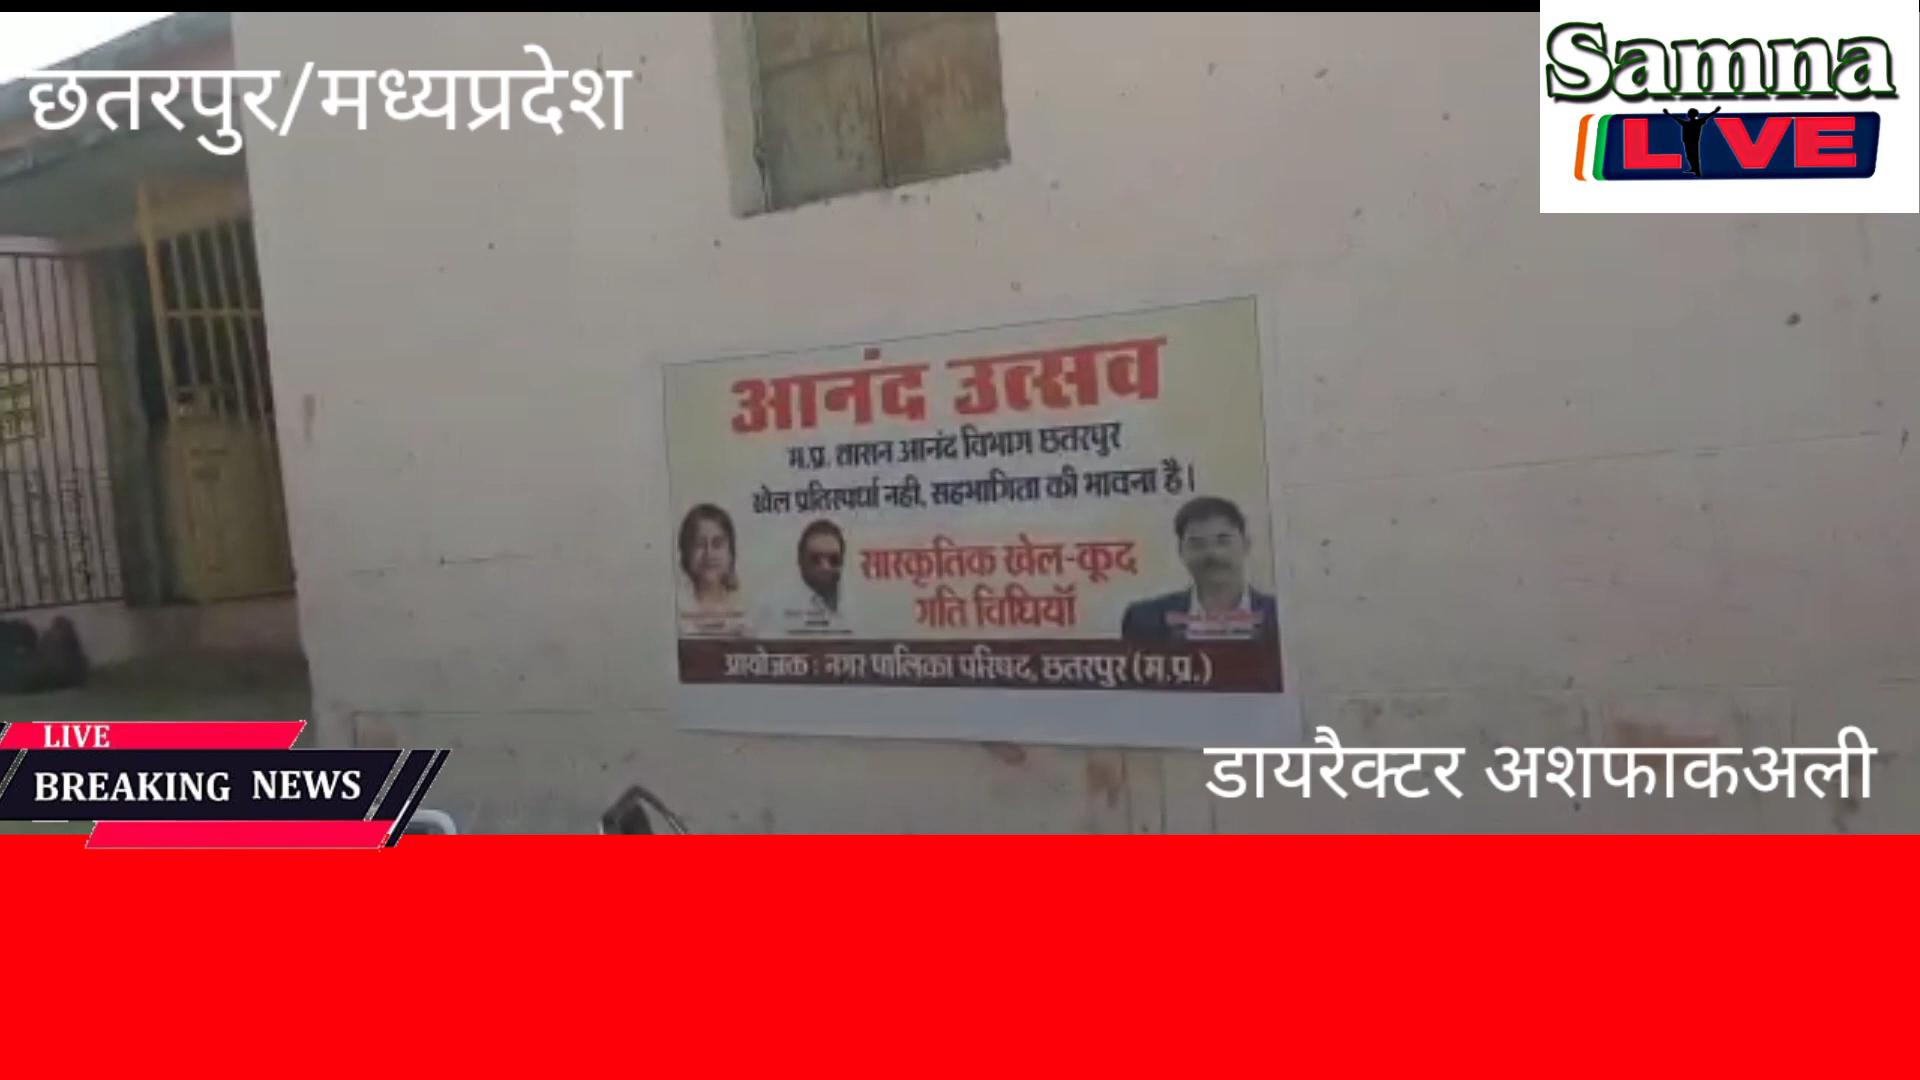 छतरपुर/मध्यप्रदेश
Samna
LIVE
आनंद उत्सव
म.प्र. शासन आनंद विभाग छतरपुर
खेल प्रतिस्पर्धा नही, सहभागिता की भावना है।
सास्कृतिक खेल-कूद
गति विधियॉ
आयोजक : नगर पालिका परिषद, छतरपुर (म.प्र.)
LIVE
BREAKING NEWS
डायरैक्टर अशफाकअली